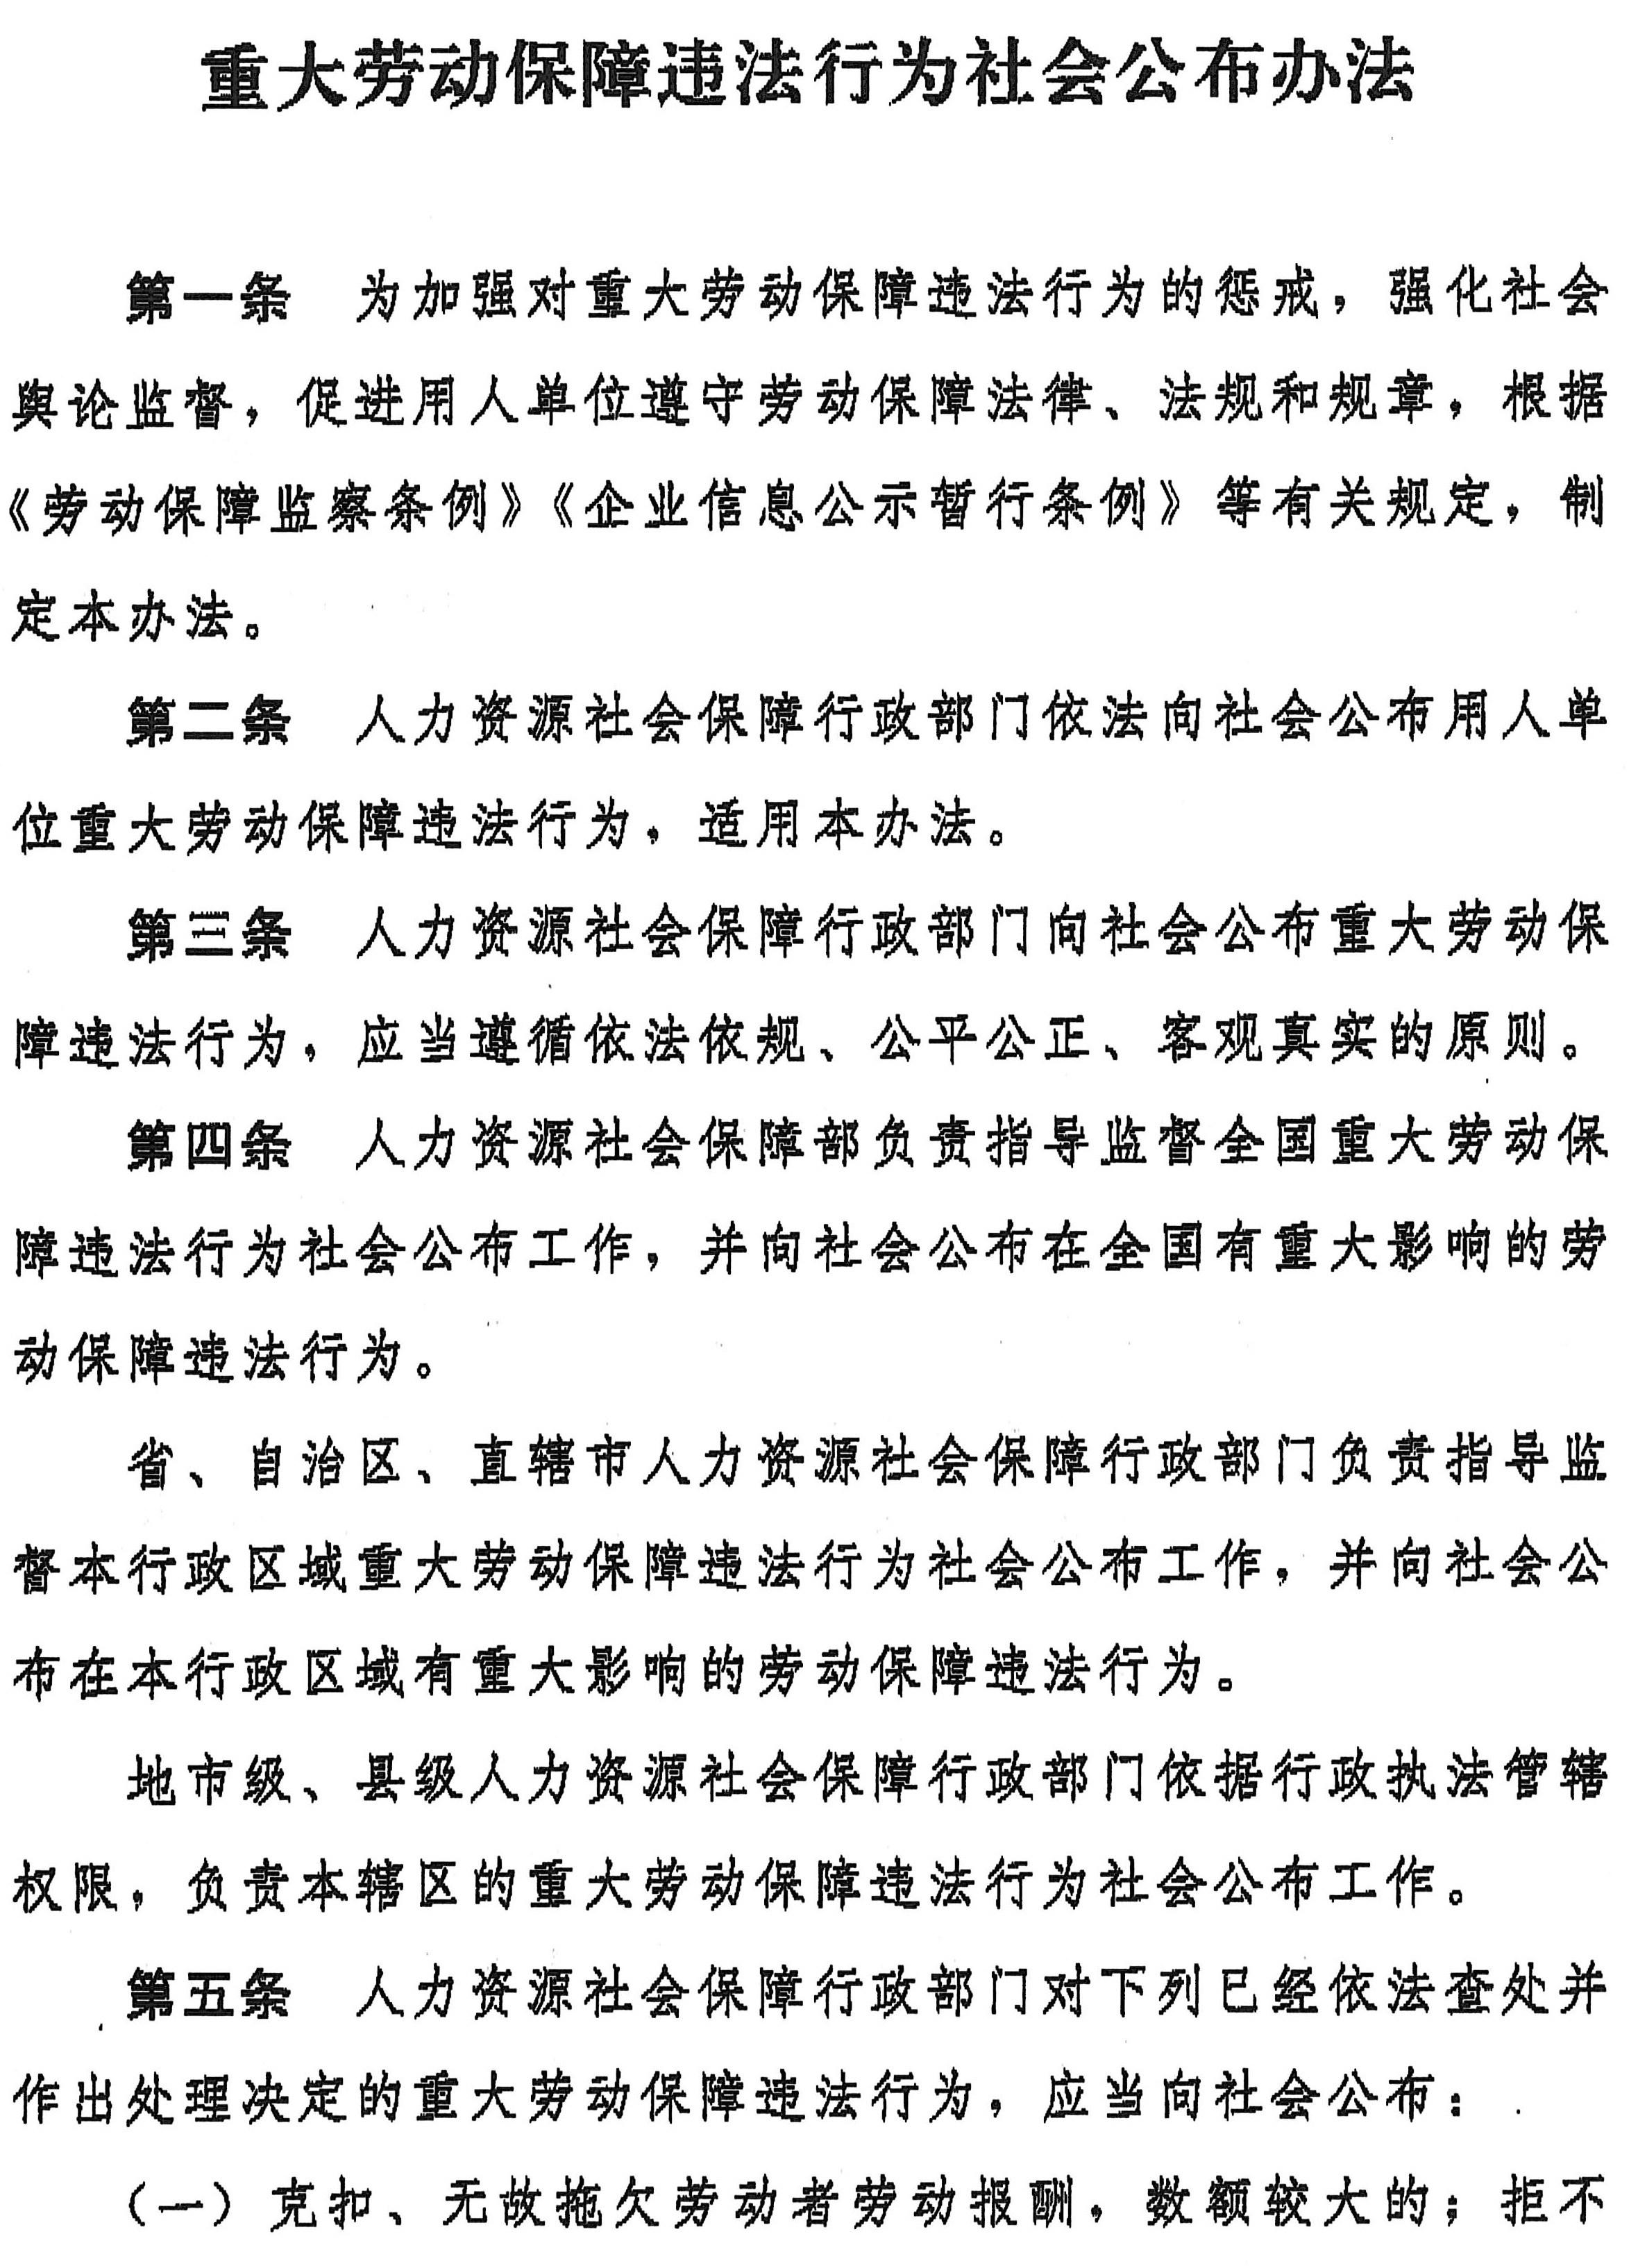 重大劳动保障违法行为社会公布办法
第一条　为加强对重大劳动保障违法行为的惩戒，强化社会
舆论监督，促进用人单位遵守劳动保障法律、法规和规章，根据
《劳动保障监察条例》《企业信息公示暂行条例》等有关规定，制
定本办法。
第二条　人力资源社会保障行政部门依法向社会公布用人单
位重大劳动保障违法行为，适用本办法。
第三条　人力资源社会保障行政部门向社会公布重大劳动保
障违法行为，应当遵循依法依规、公平公正、客观真实的原则。
第四条　人力资源社会保障部负责指导监督全国重大劳动保
障违法行为社会公布工作，并向社会公布在全国有重大影响的劳
动保障违法行为。
省、自治区、直辖市人力资源社会保障行政部门负责指导监
督本行政区域重大劳动保障违法行为社会公布工作，并向社会公
布在本行政区域有重大影响的劳动保障违法行为。
地市级、县级人力资源社会保障行政部门依据行政执法管辖
权限，负责本辖区的重大劳动保障违法行为社会公布工作。
第五条　人力资源社会保障行政部门对下列已经依法查处并
作出处理决定的重大劳动保障违法行为，应当向社会公布：
（一）克扣、无故拖欠劳动者劳动报酬，数额较大的；拒不